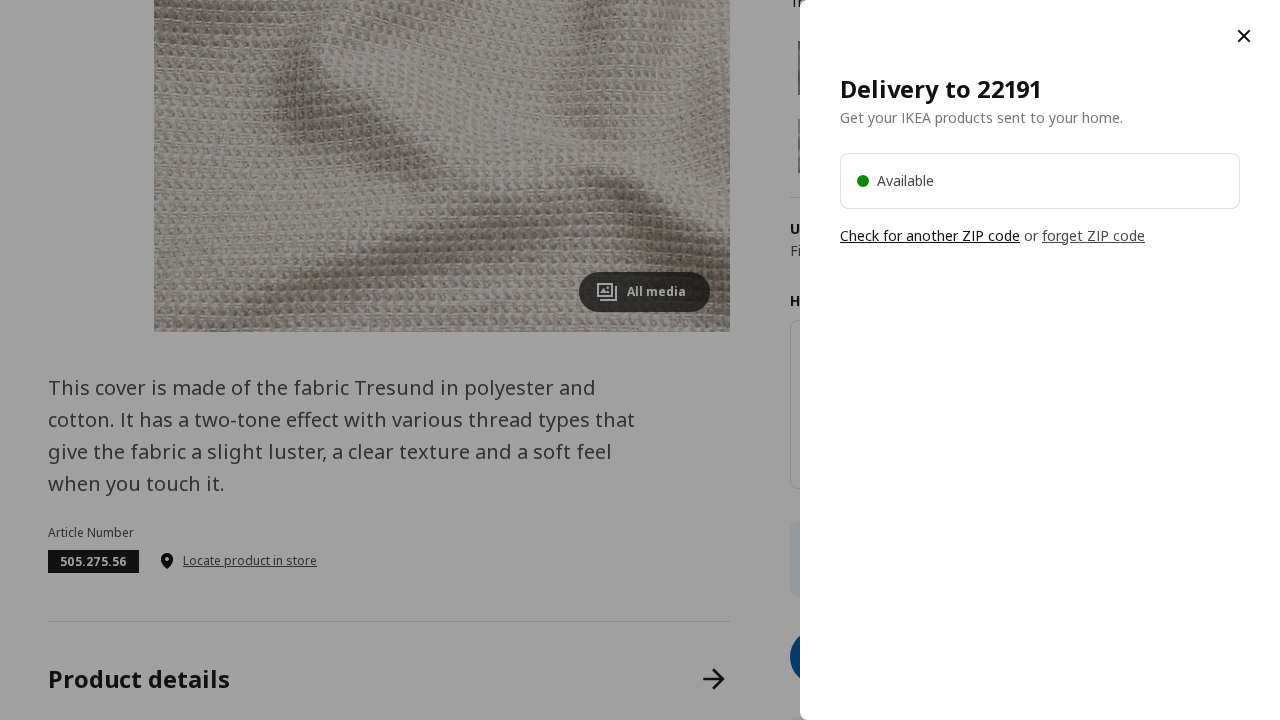 All media
This cover is made of the fabric Tresund in polyester and
cotton. It has a two-tone effect with various thread types that
give the fabric a slight luster, a clear texture and a soft feel
when you touch it.
Article Number
505.275.56
Locate product in store
Product details
Delivery to 22191
Get your IKEA products sent to your home.
Available
Check for another ZIP code or forget ZIP code